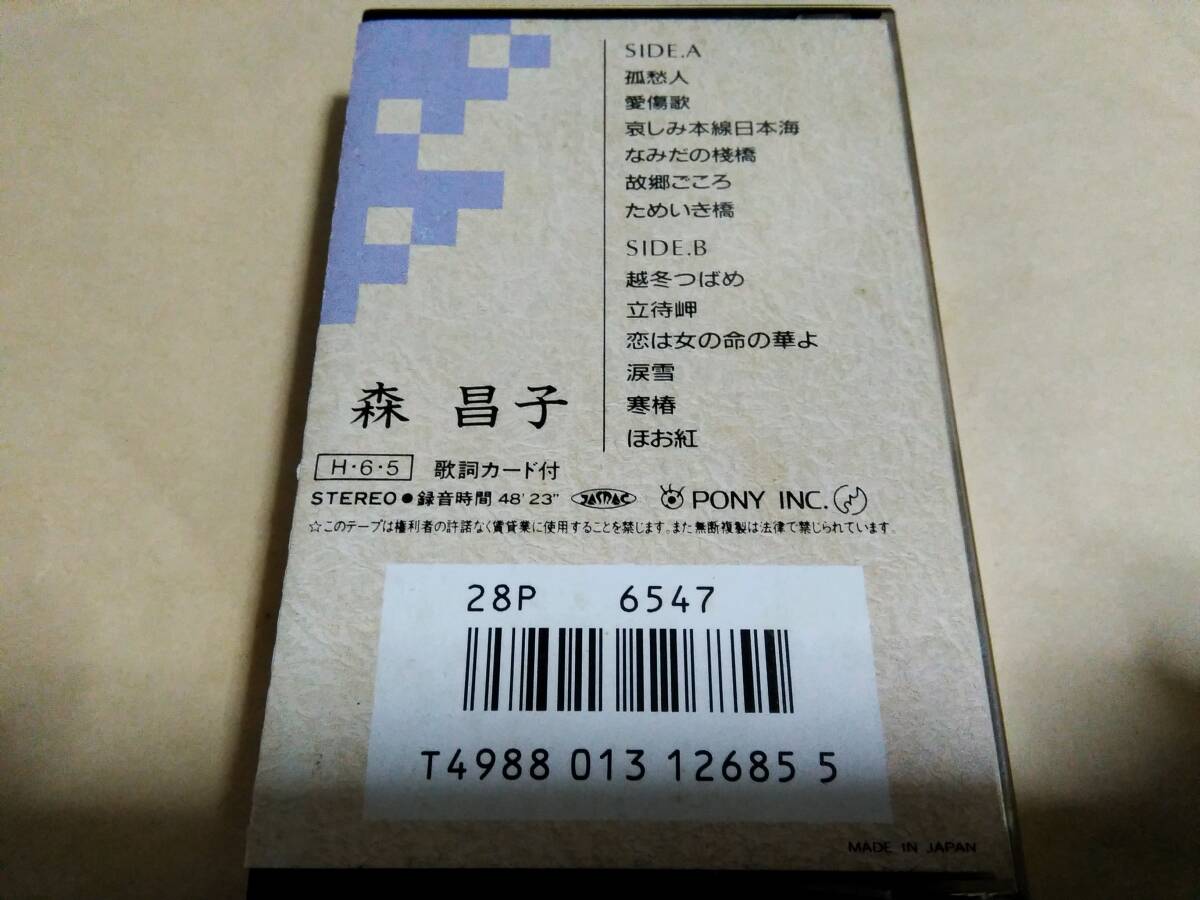 SIDE.A
孤愁人
愛傷歌
哀しみ本線日本海
なみだの棧橋
故郷ごころ
ためいき橋
SIDE.B
越冬つばめ
立待岬
恋は女の命の華よ
涙雪
寒椿
ほお紅
森 昌子
H・6・5 歌詞カード付
STEREO●録音時間 48'23" JASRAC PONY INC.
☆このテープは権利者の許諾なく賃貸業に使用することを禁じます。また無断複製は法律で禁じられています。
28P 6547
T4988 013 12685 5
MADE IN JAPAN